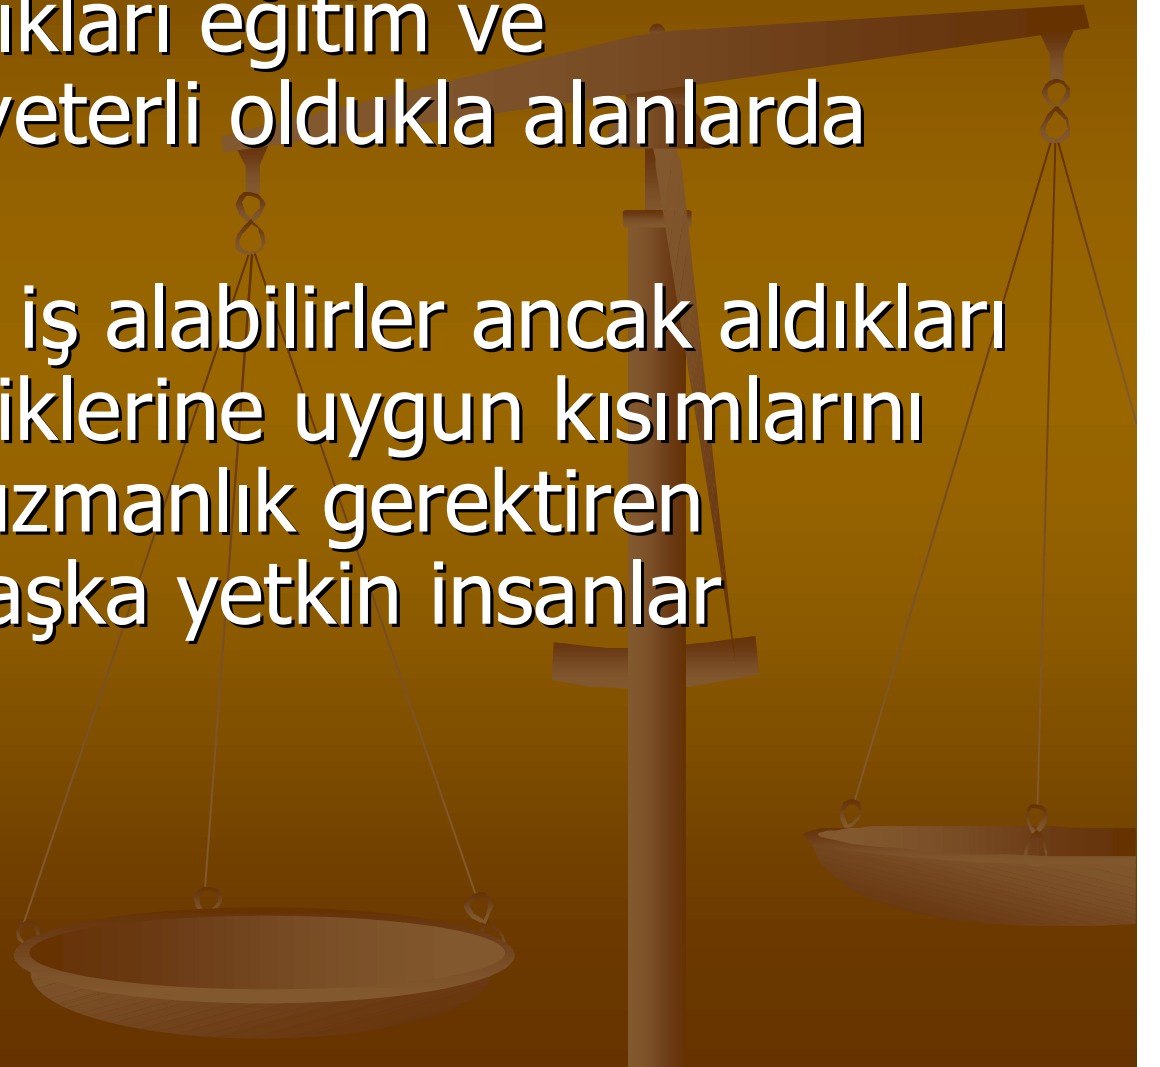 ıkları eğitim ve
yeterli oldukla alanlarda
iş alabilirler ancak aldıkları
iklerine uygun kısımlarını
uzmanlık gerektiren
aşka yetkin insanlar